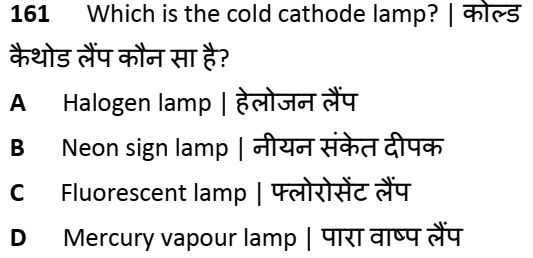 161 Which is the cold cathode lamp? | कोल्ड
कैथोड लैंप कौन सा है?
A Halogen lamp | हेलोजन लैंप
B Neon sign lamp | नीयन संकेत दीपक
C Fluorescent lamp | फ्लोरोसेंट लैंप
D Mercury vapour lamp | पारा वाष्प लैंप